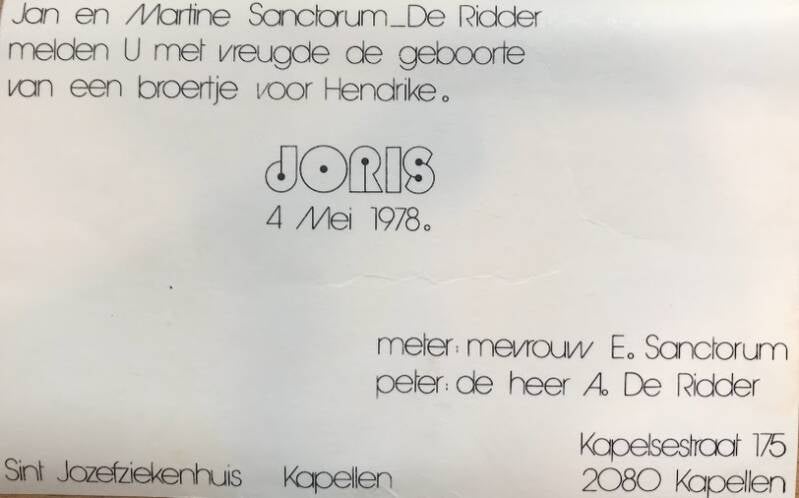 Jan en Martine Sanctorum_De Ridder
melden U met vreugde de geboorte
van een broertje voor Hendrike.
JORIS
4 Mei 1978.
meter: mevrouw E. Sanctorum
peter: de heer A. De Ridder
Kapelsestraat 175
Sint Jozefziekenhuis Kapellen
2080 Kapellen